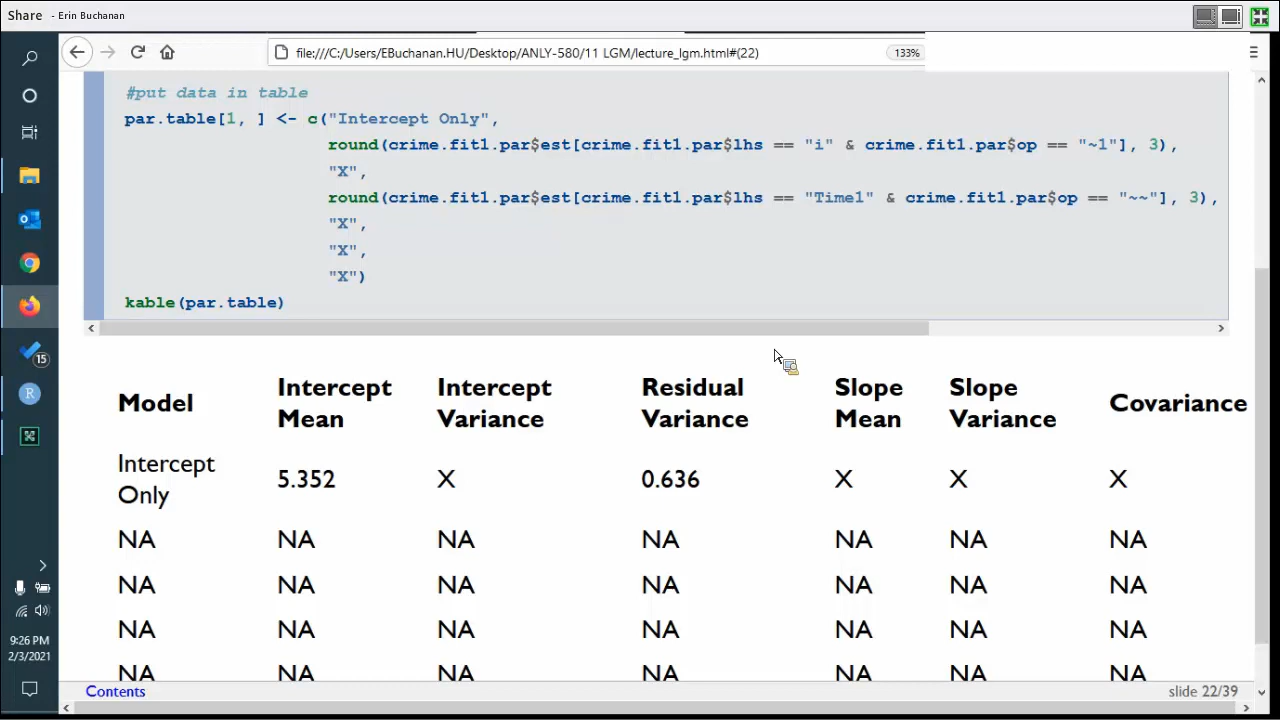 Share - Erin Buchanan
file:///C:/Users/EBuchanan.HU/Desktop/ANLY-580/11 LGM/lecture_lgm.html#(22) 133%
#put data in table
par.table[1, ] <- c("Intercept Only",
round(crime.fit1.par$est[crime.fit1.par$lhs == "i" & crime.fit1.par$op == "~1"], 3),
"X",
round(crime.fit1.par$est[crime.fit1.par$lhs == "Time1" & crime.fit1.par$op == "~~"], 3),
"X",
"X",
"X")
kable(par.table)
Model Intercept Mean Intercept Variance Residual Variance Slope Mean Slope Variance Covariance
Intercept Only 5.352 X 0.636 X X X
NA NA NA NA NA NA NA
NA NA NA NA NA NA NA
NA NA NA NA NA NA NA
NA NA NA NA NA NA NA
Contents slide 22/39
15
R
9:26 PM
2/3/2021